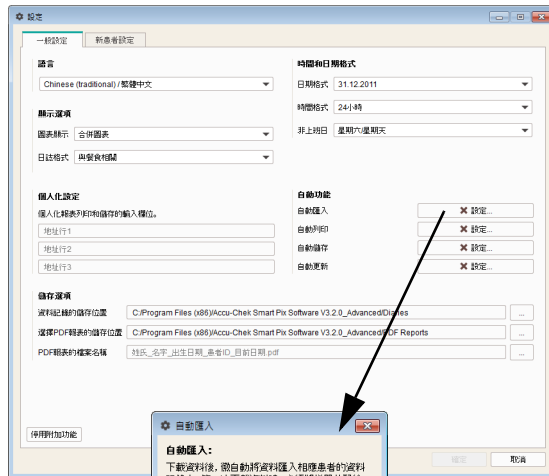 設定
一般設定 新患者設定
語言
Chinese (traditional) / 繁體中文
顯示選項
圖表顯示 合併圖表
日誌格式 與餐食相關
時間和日期格式
日期格式 31.12.2011
時間格式 24小時
非上班日 星期六/星期天
個人化設定
個人化報表列印和儲存的輸入欄位。
地址行1
地址行2
地址行3
自動功能
自動匯入 設定...
自動列印 設定...
自動儲存 設定...
自動更新 設定...
儲存選項
資料紀錄的儲存位置 C:/Program Files (x86)/Accu-Chek Smart Pix Software V3.2.0_Advanced/Diaries ...
選擇PDF報表的儲存位置 C:/Program Files (x86)/Accu-Chek Smart Pix Software V3.2.0_Advanced/PDF Reports ...
PDF報表的檔案名稱 姓氏_名字_出生日期_患者ID_目前日期.pdf ...
停用附加功能
確定 取消
自動匯入
自動匯入:
下載資料後, 微自動將資料匯入相應患者的資料